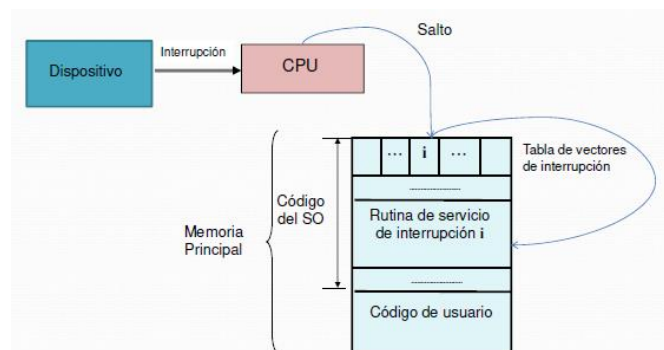 Salto
Interrupción
Dispositivo
CPU
... i ...
Tabla de vectores
de interrupción
Código
del SO
Rutina de servicio
de interrupción i
Memoria
Principal
Código de usuario